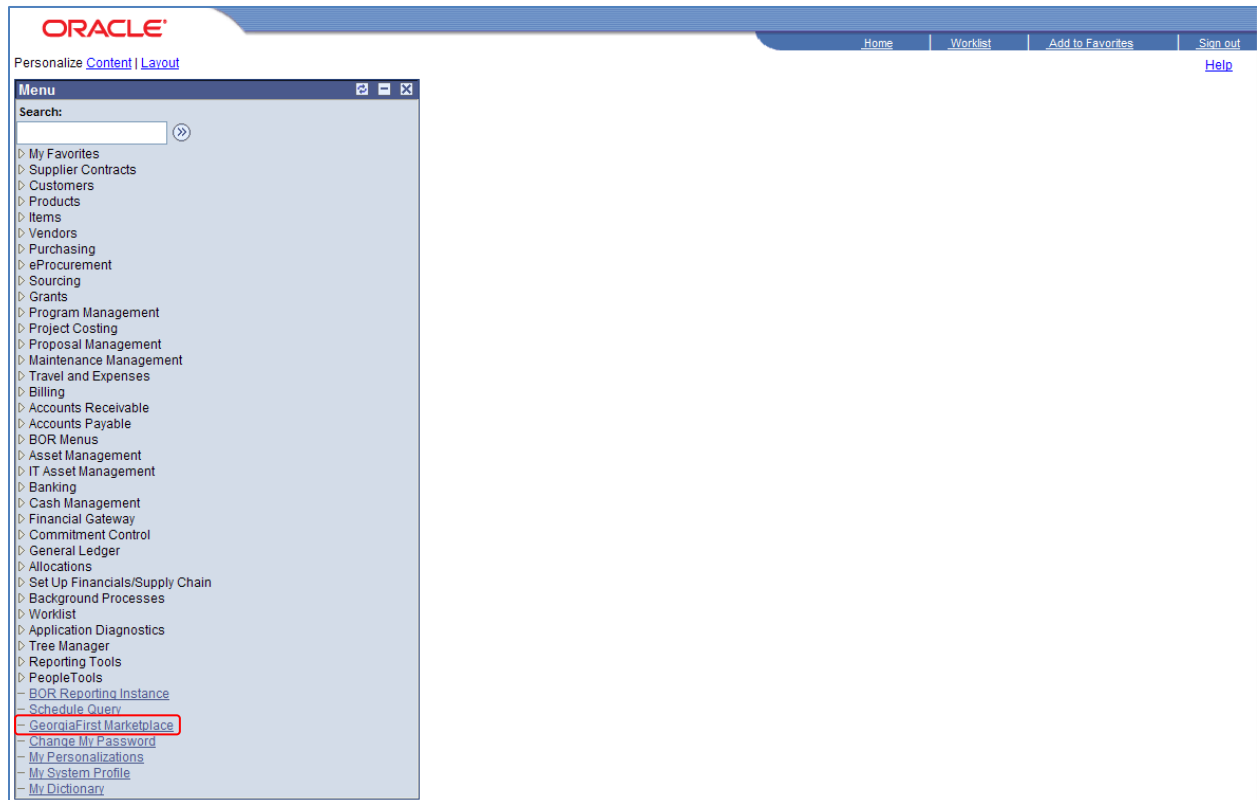 ORACLE
Home Worklist Add to Favorites Sign out
Personalize Content | Layout
Help
Menu
Search:
My Favorites
Supplier Contracts
Customers
Products
Items
Vendors
Purchasing
eProcurement
Sourcing
Grants
Program Management
Project Costing
Proposal Management
Maintenance Management
Travel and Expenses
Billing
Accounts Receivable
Accounts Payable
BOR Menus
Asset Management
IT Asset Management
Banking
Cash Management
Financial Gateway
Commitment Control
General Ledger
Allocations
Set Up Financials/Supply Chain
Background Processes
Worklist
Application Diagnostics
Tree Manager
Reporting Tools
PeopleTools
– BOR Reporting Instance
– Schedule Query
– GeorgiaFirst Marketplace
– Change My Password
– My Personalizations
– My System Profile
– My Dictionary